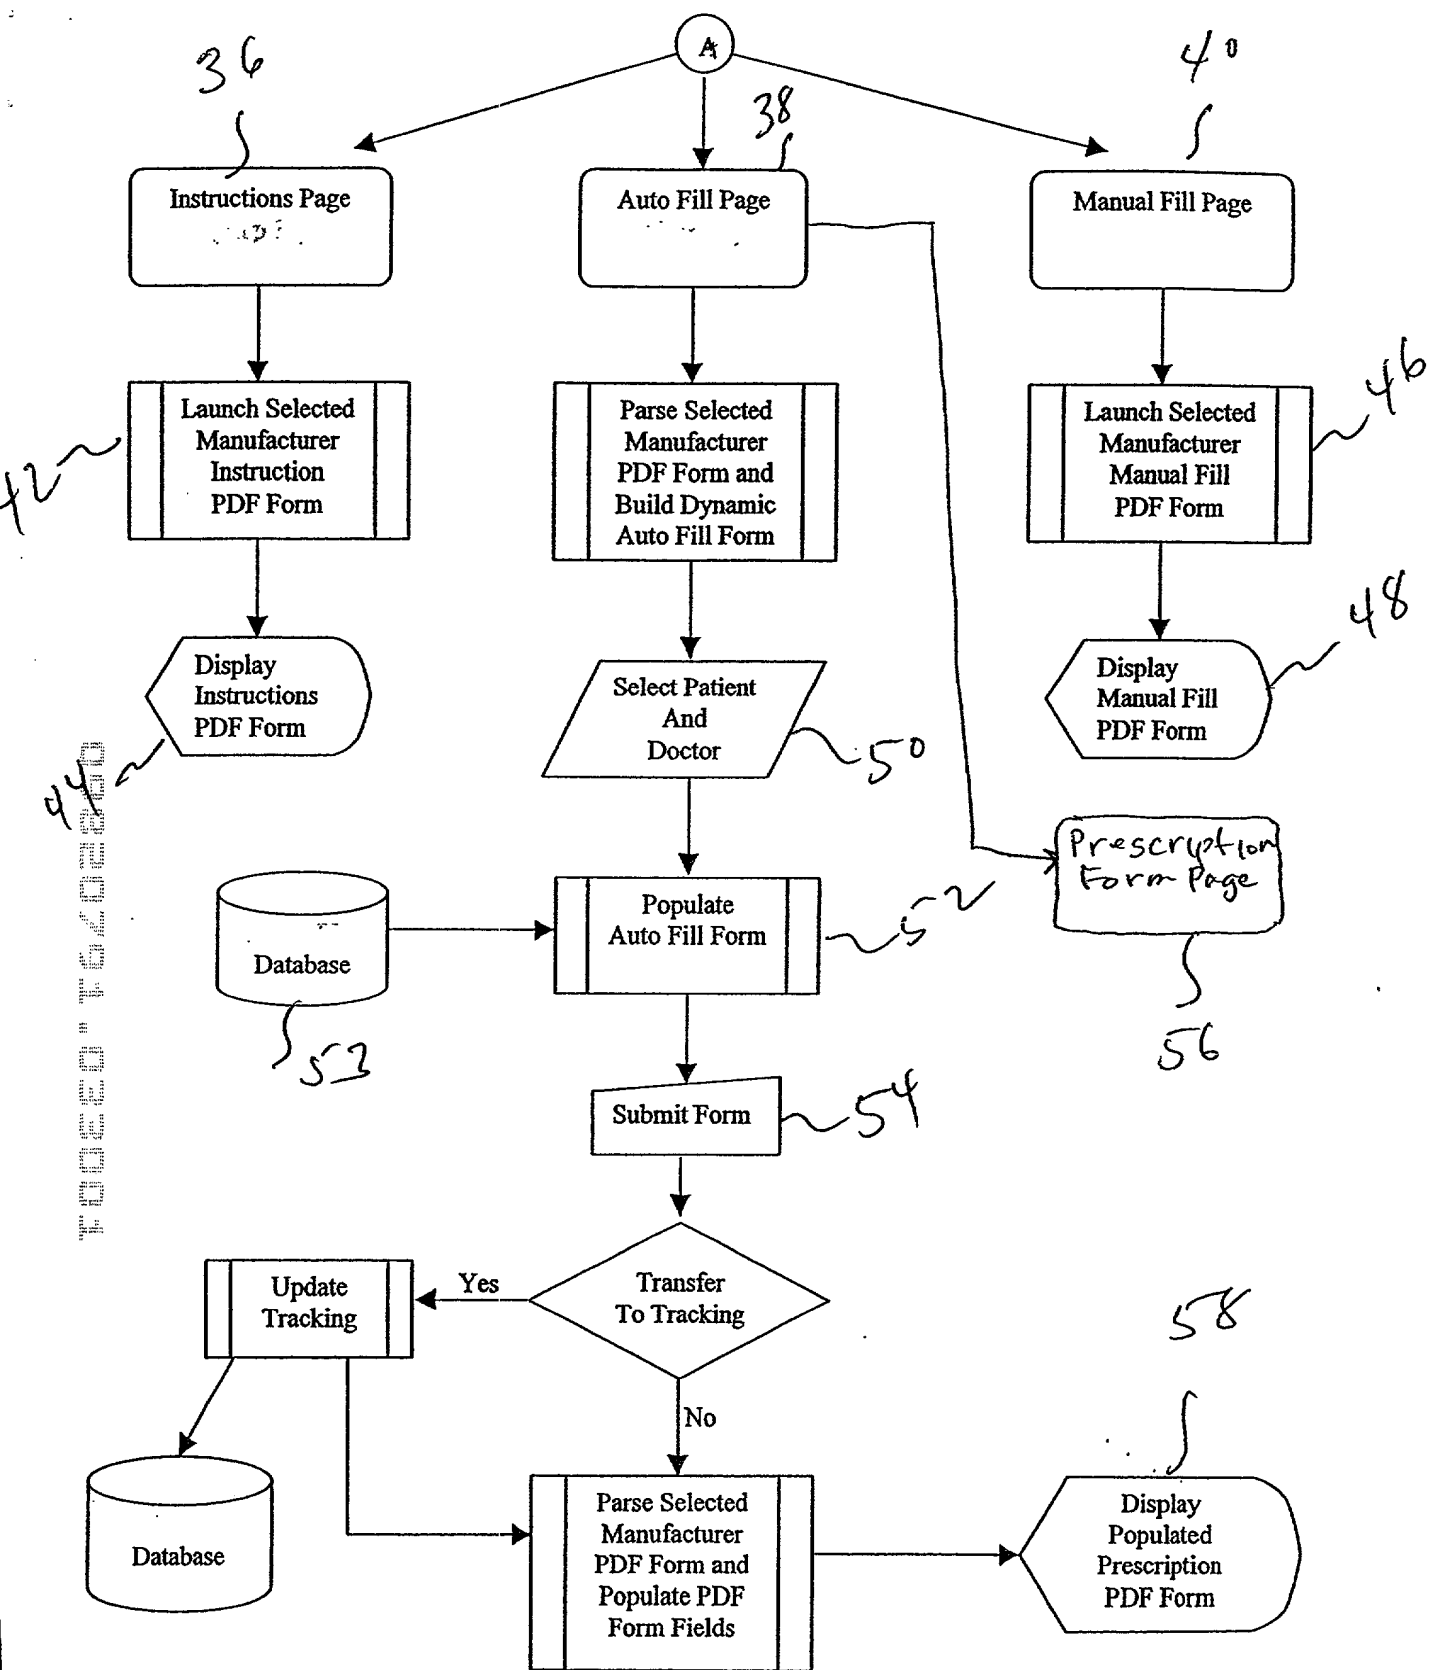 A
36
38
40
Instructions Page
Auto Fill Page
Manual Fill Page
42
Launch Selected
Manufacturer
Instruction
PDF Form
Parse Selected
Manufacturer
PDF Form and
Build Dynamic
Auto Fill Form
Launch Selected
Manufacturer
Manual Fill
PDF Form
46
Display
Instructions
PDF Form
44
Select Patient
And
Doctor
50
Display
Manual Fill
PDF Form
48
Prescription
Form Page
56
Database
53
Populate
Auto Fill Form
52
Submit Form
54
Update
Tracking
Yes
Transfer
To Tracking
No
58
Database
Parse Selected
Manufacturer
PDF Form and
Populate PDF
Form Fields
Display
Populated
Prescription
PDF Form